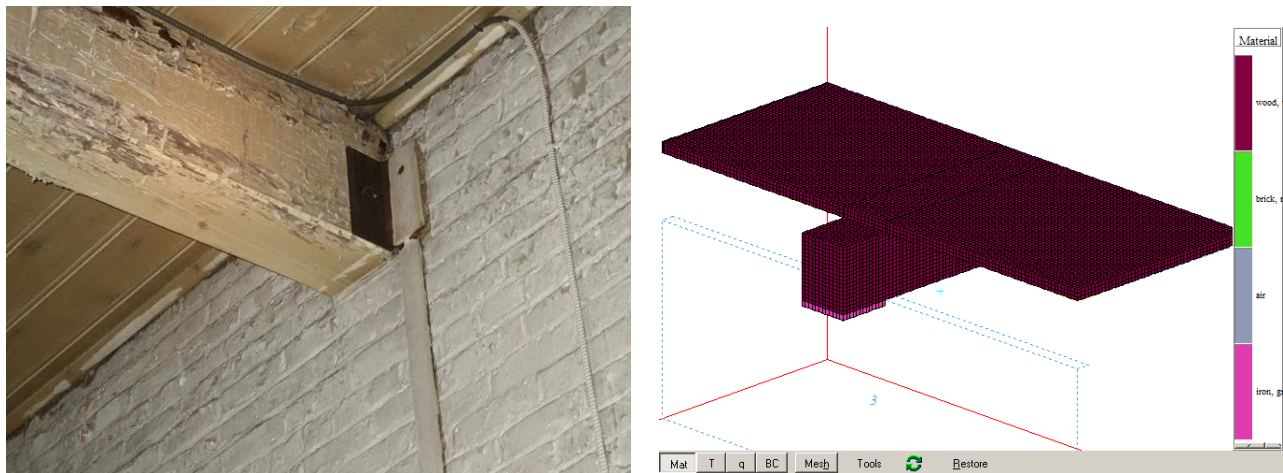 Material
wood,
brick, r
air
iron, g
3
Mat T q BC Mesh Tools Restore